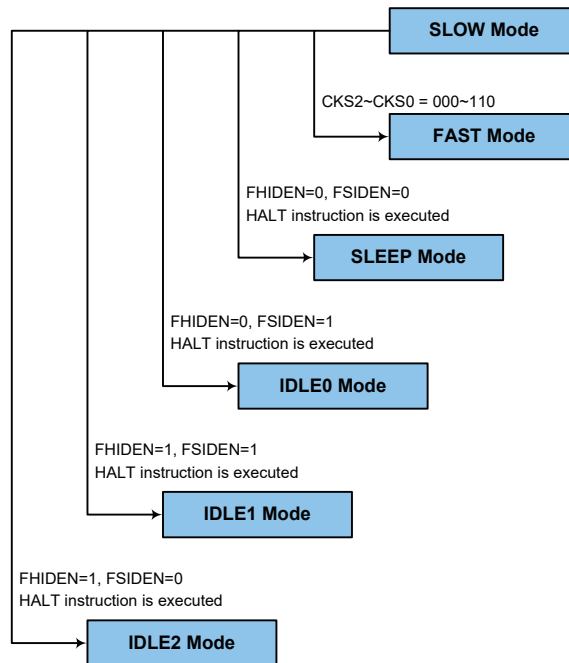 SLOW Mode
CKS2~CKS0 = 000~110
FAST Mode
FHIDEN=0, FSIDEN=0
HALT instruction is executed
SLEEP Mode
FHIDEN=0, FSIDEN=1
HALT instruction is executed
IDLE0 Mode
FHIDEN=1, FSIDEN=1
HALT instruction is executed
IDLE1 Mode
FHIDEN=1, FSIDEN=0
HALT instruction is executed
IDLE2 Mode